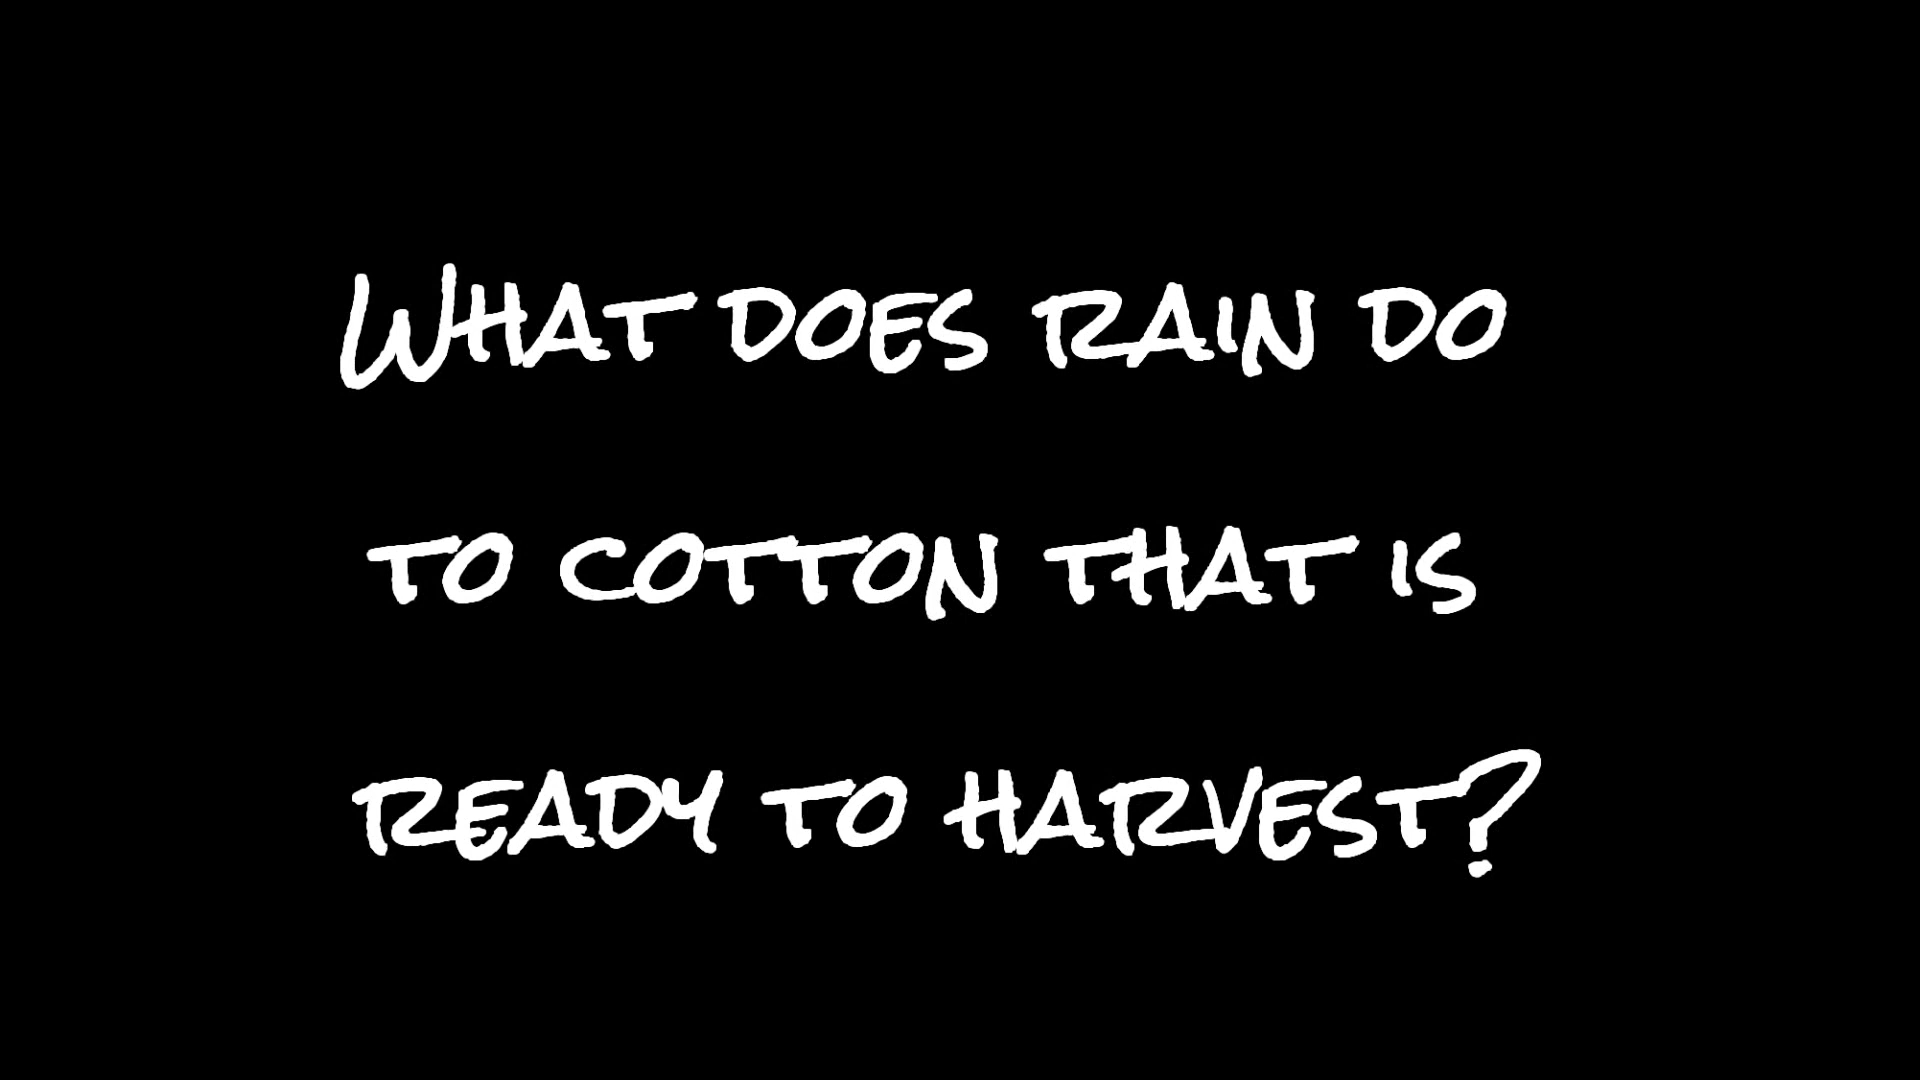 What does rain do
to cotton that is
ready to harvest?